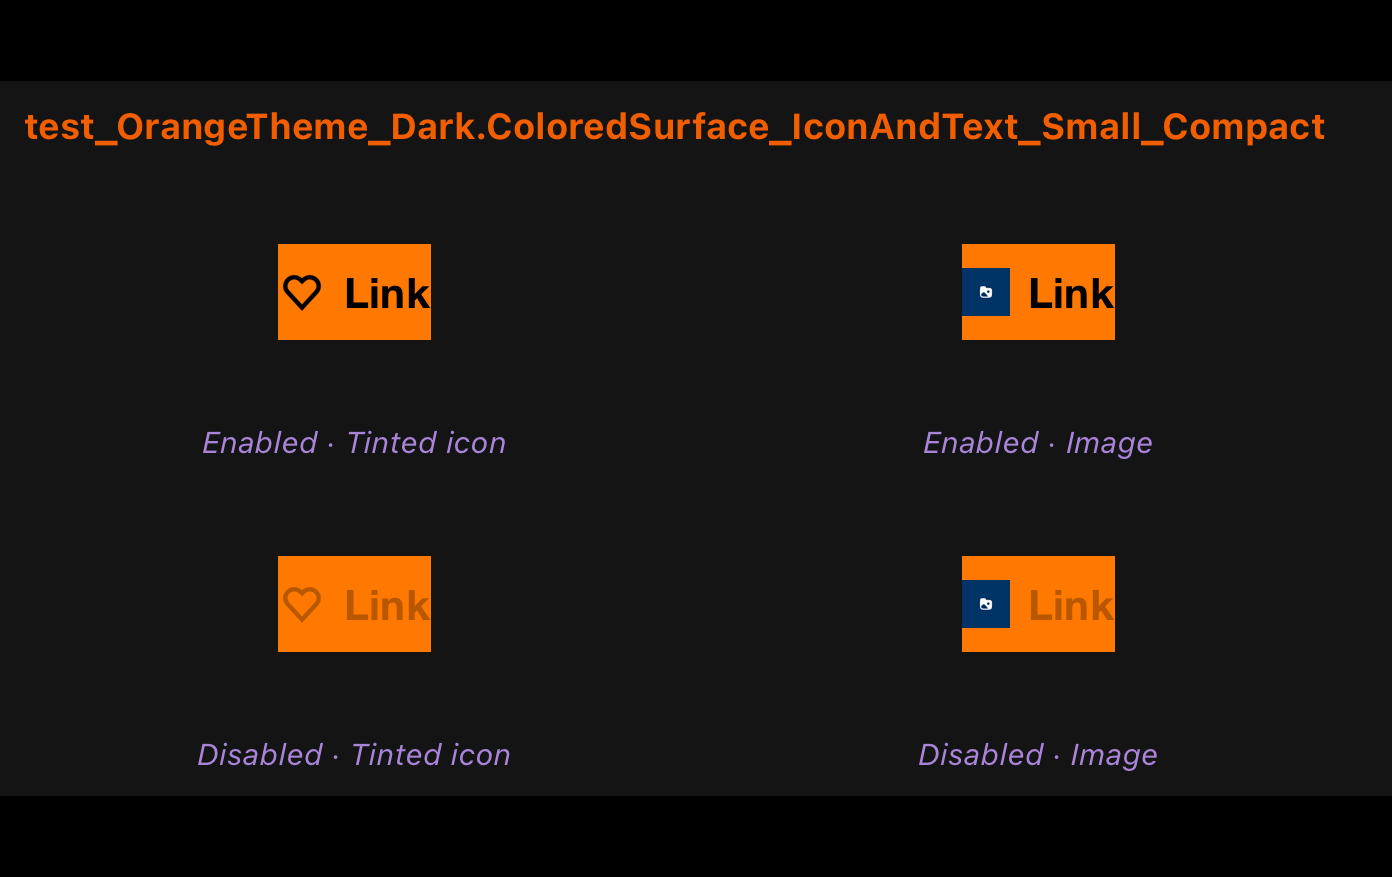 test_OrangeTheme_Dark.ColoredSurface_IconAndText_Small_Compact
Link
Link
Enabled · Tinted icon
Enabled · Image
Link
Link
Disabled · Tinted icon
Disabled · Image